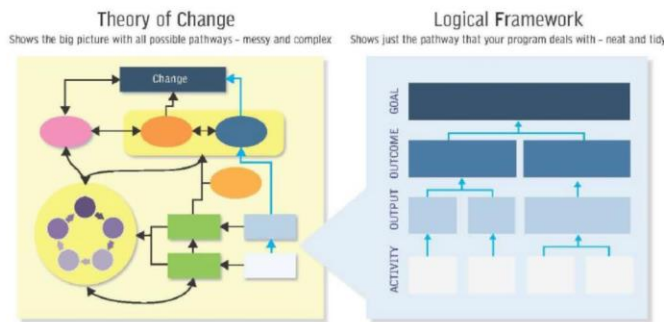 Theory of Change
Shows the big picture with all possible pathways – messy and complex
Change
Logical Framework
Shows just the pathway that your program deals with – neat and tidy
GOAL
OUTCOME
OUTPUT
ACTIVITY